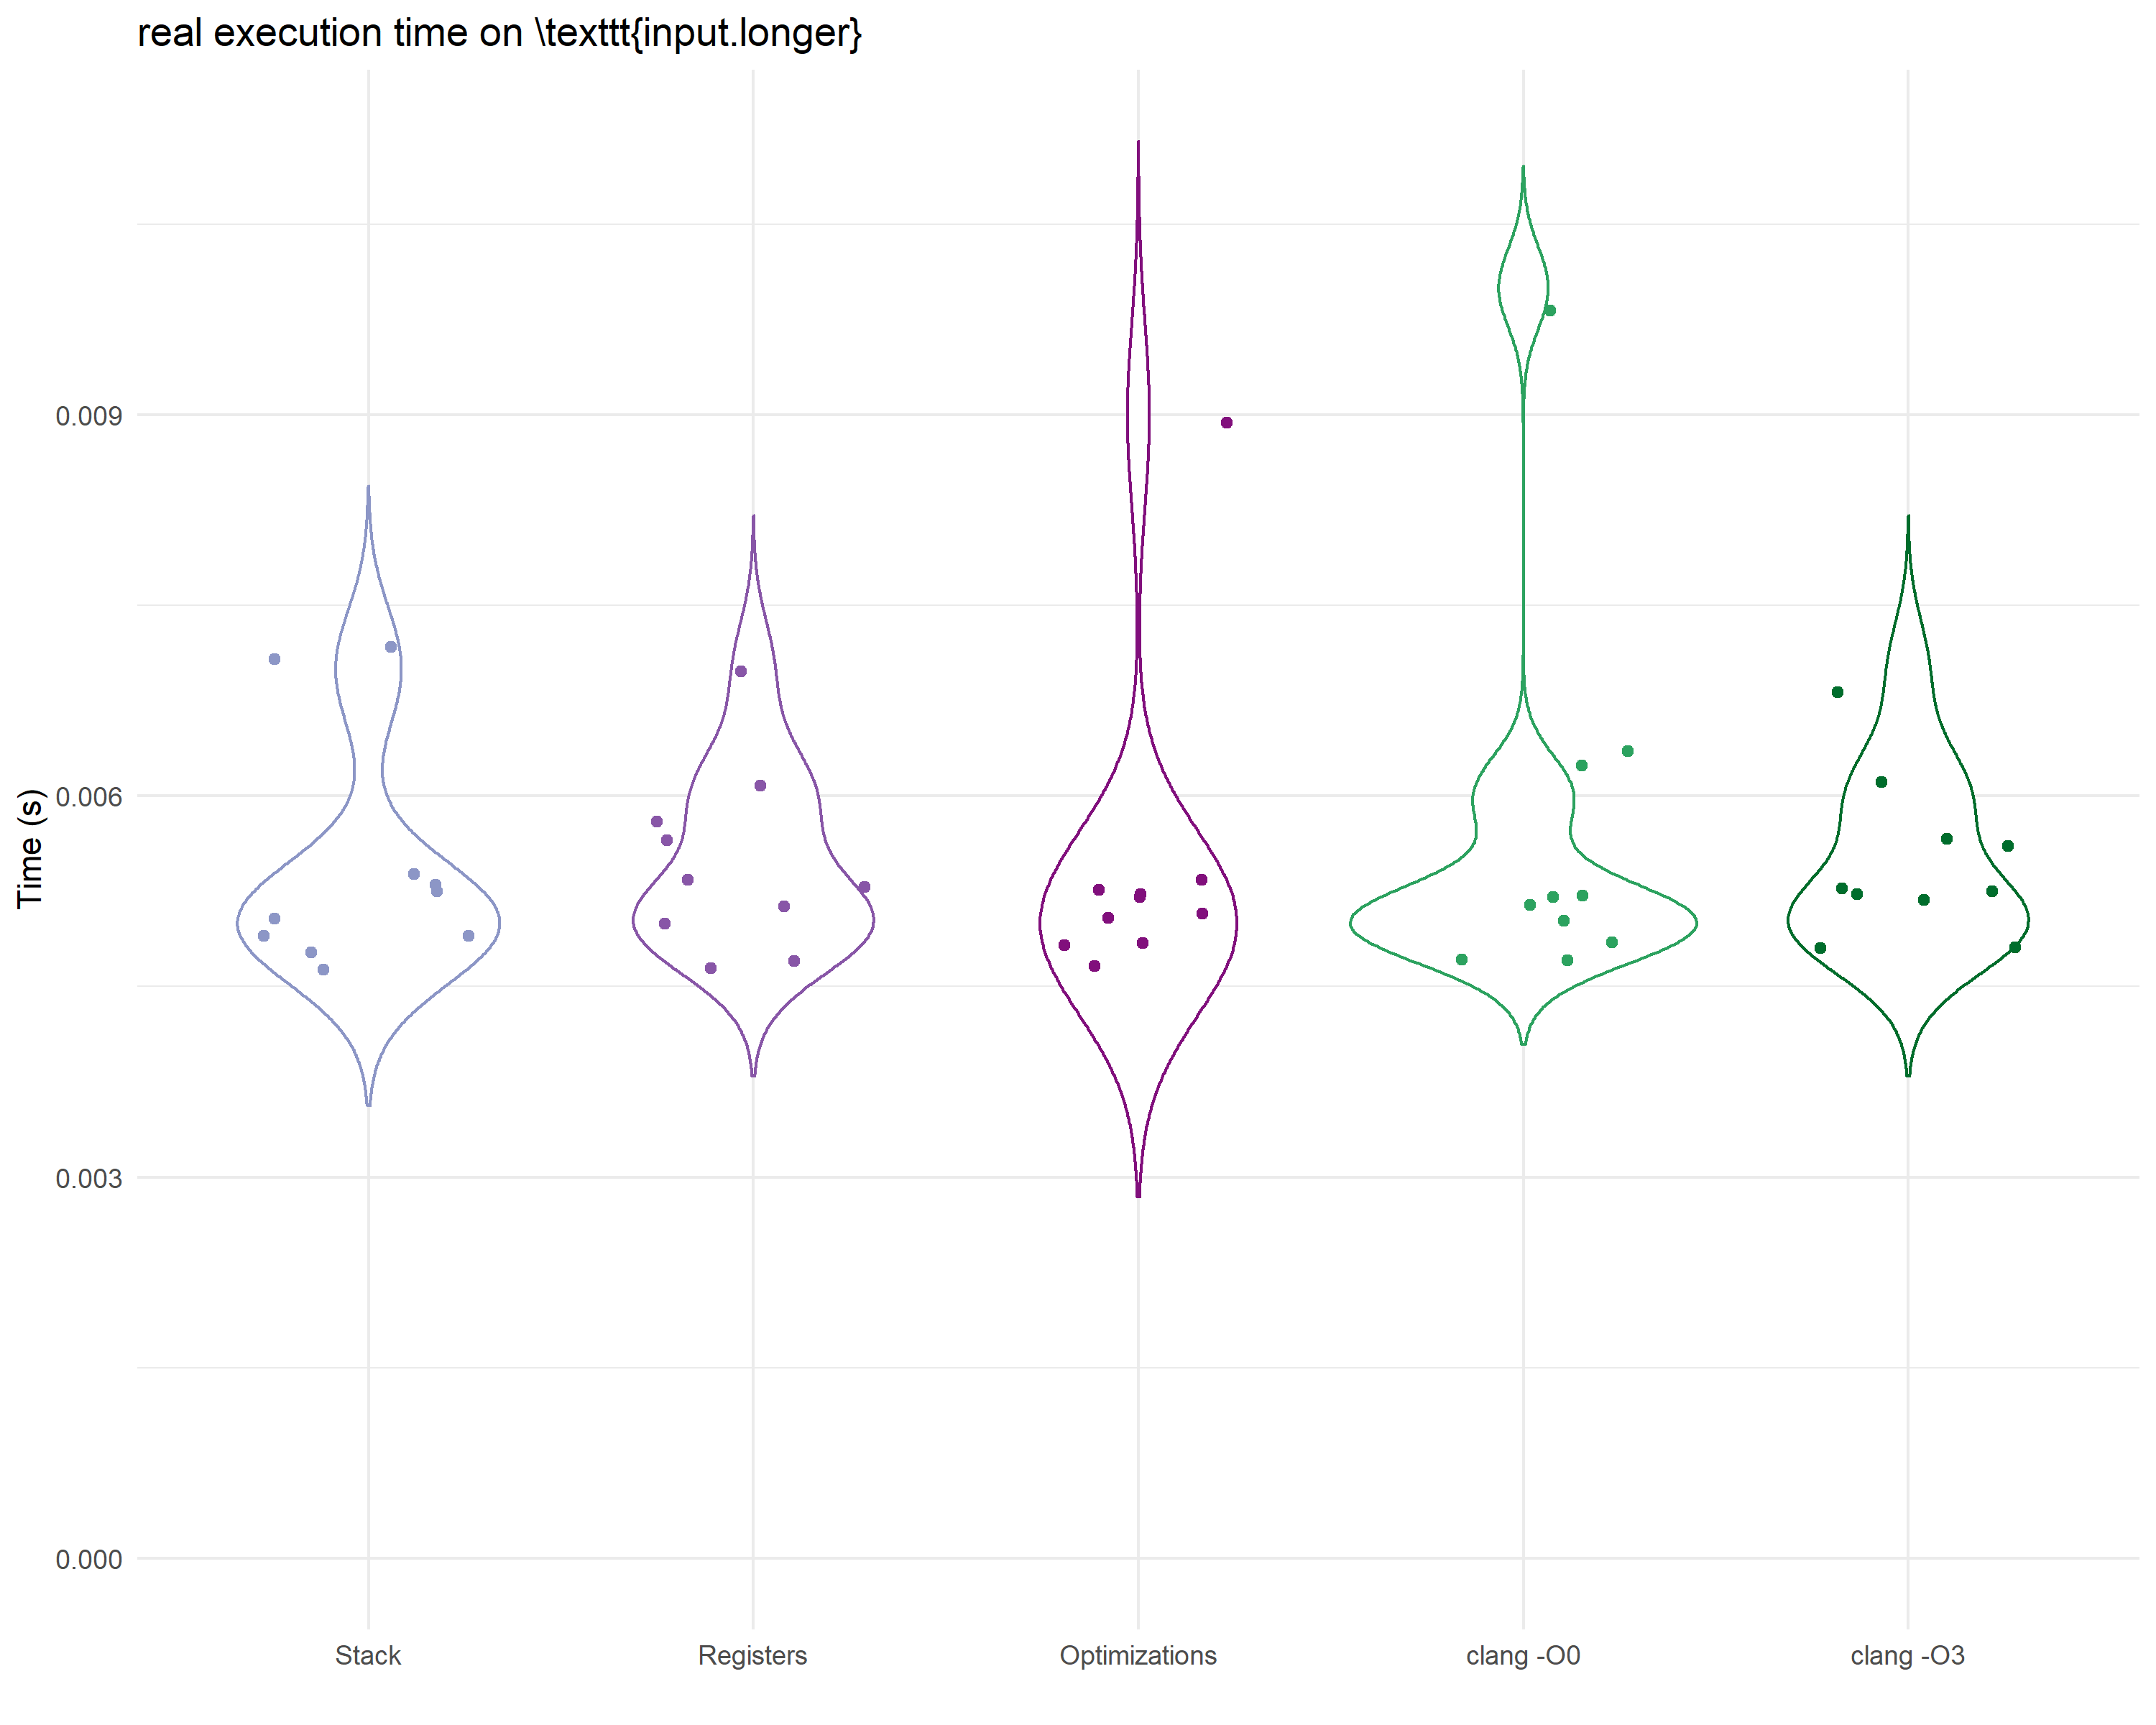 real execution time on \texttt{input.longer}
Time (s)
0.009
0.006
0.003
0.000
Stack Registers Optimizations clang -O0 clang -O3